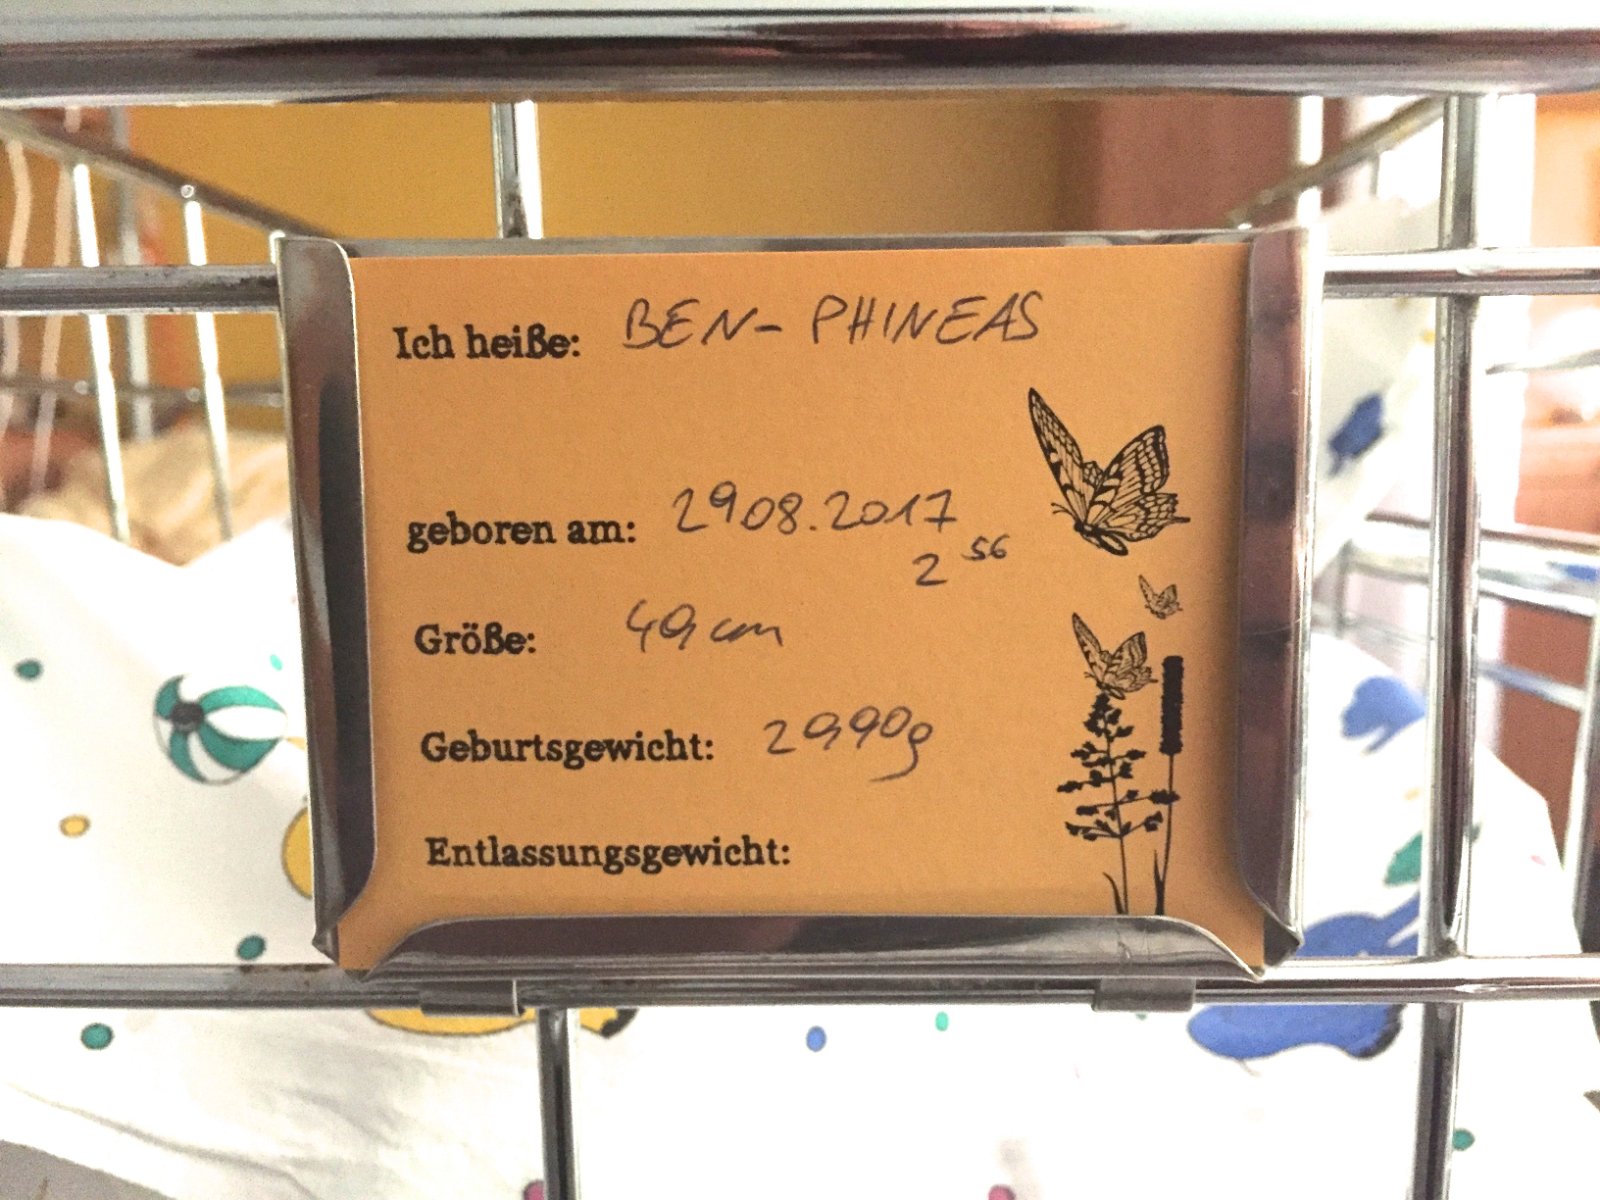 Ich heiße: BEN-PHINEAS
geboren am: 29 08.2017
2 56
Größe: 49 cm
Geburtsgewicht: 2990g
Entlassungsgewicht: